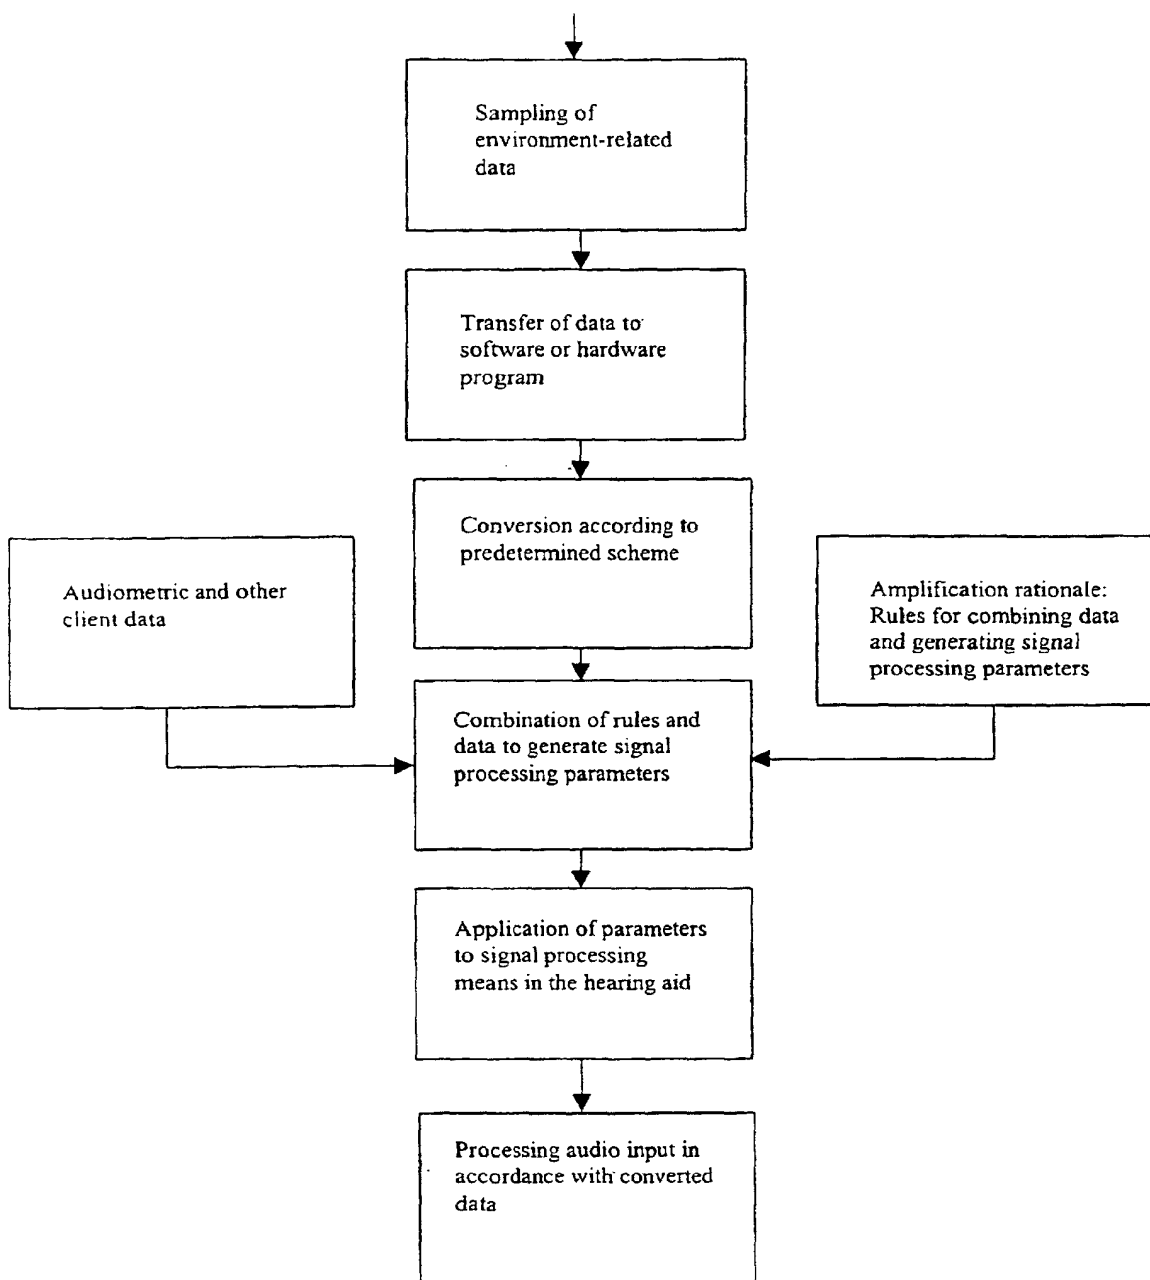 Sampling of
environment-related
data
Transfer of data to
software or hardware
program
Conversion according to
predetermined scheme
Audiometric and other
client data
Amplification rationale:
Rules for combining data
and generating signal
processing parameters
Combination of rules and
data to generate signal
processing parameters
Application of parameters
to signal processing
means in the hearing aid
Processing audio input in
accordance with converted
data